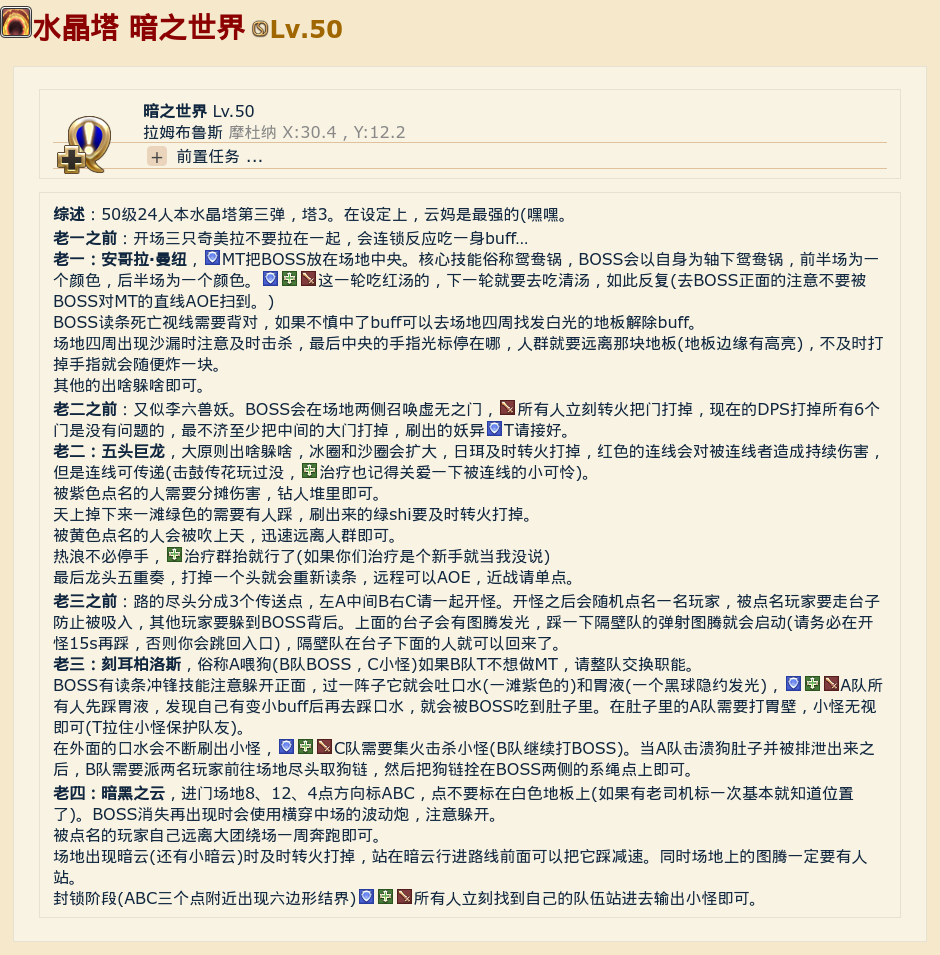 水晶塔 暗之世界 Lv.50
暗之世界 Lv.50
拉姆布鲁斯 摩杜纳 X:30.4 , Y:12.2
+ 前置任务 ...
综述：50级24人本水晶塔第三弹，塔3。在设定上，云妈是最强的(嘿嘿。
老一之前：开场三只奇美拉不要拉在一起，会连锁反应吃一身buff...
老一：安哥拉·曼纽，MT把BOSS放在场地中央。核心技能俗称鸳鸯锅，BOSS会以自身为轴下鸳鸯锅，前半场为一
个颜色，后半场为一个颜色。这一轮吃红汤的，下一轮就要去吃清汤，如此反复(去BOSS正面的注意不要被
BOSS对MT的直线AOE扫到。)
BOSS读条死亡视线需要背对，如果不慎中了buff可以去场地四周找发白光的地板解除buff。
场地四周出现沙漏时注意及时击杀，最后中央的手指光标停在哪，人群就要远离那块地板(地板边缘有高亮)，不及时打
掉手指就会随便炸一块。
其他的出啥躲啥即可。
老二之前：又似李六兽妖。BOSS会在场地两侧召唤虚无之门，所有人立刻转火把门打掉，现在的DPS打掉所有6个
门是没有问题的，最不济至少把中间的大门打掉，刷出的妖异T请接好。
老二：五头巨龙，大原则出啥躲啥，冰圈和沙圈会扩大，日珥及时转火打掉，红色的连线会对被连线者造成持续伤害，
但是连线可传递(击鼓传花玩过没，治疗也记得关爱一下被连线的小可怜)。
被紫色点名的人需要分摊伤害，钻人堆里即可。
天上掉下来一滩绿色的需要有人踩，刷出来的绿shi要及时转火打掉。
被黄色点名的人会被吹上天，迅速远离人群即可。
热浪不必停手，治疗群抬就行了(如果你们治疗是个新手就当我没说)
最后龙头五重奏，打掉一个头就会重新读条，远程可以AOE，近战请单点。
老三之前：路的尽头分成3个传送点，左A中间B右C请一起开怪。开怪之后会随机点名一名玩家，被点名玩家要走台子
防止被吸入，其他玩家要躲到BOSS背后。上面的台子会有图腾发光，踩一下隔壁队的弹射图腾就会启动(请务必在开
怪15s再踩，否则你会跳回入口)，隔壁队在台子下面的人就可以回来了。
老三：刻耳柏洛斯，俗称A喂狗(B队BOSS，C小怪)如果B队T不想做MT，请整队交换职能。
BOSS有读条冲锋技能注意躲开正面，过一阵子它就会吐口水(一滩紫色的)和胃液(一个黑球隐约发光)，A队所
有人先踩胃液，发现自己有变小buff后再去踩口水，就会被BOSS吃到肚子里。在肚子里的A队需要打胃壁，小怪无视
即可(T拉住小怪保护队友)。
在外面的口水会不断刷出小怪，C队需要集火击杀小怪(B队继续打BOSS)。当A队击溃狗肚子并被排泄出来之
后，B队需要派两名玩家前往场地尽头取狗链，然后把狗链拴在BOSS两侧的系绳点上即可。
老四：暗黑之云，进门场地8、12、4点方向标ABC，点不要标在白色地板上(如果有老司机标一次基本就知道位置
了)。BOSS消失再出现时会使用横穿中场的波动炮，注意躲开。
被点名的玩家自己远离大团绕场一周奔跑即可。
场地出现暗云(还有小暗云)时及时转火打掉，站在暗云行进路线前面可以把它踩减速。同时场地上的图腾一定要有人
站。
封锁阶段(ABC三个点附近出现六边形结界)所有人立刻找到自己的队伍站进去输出小怪即可。